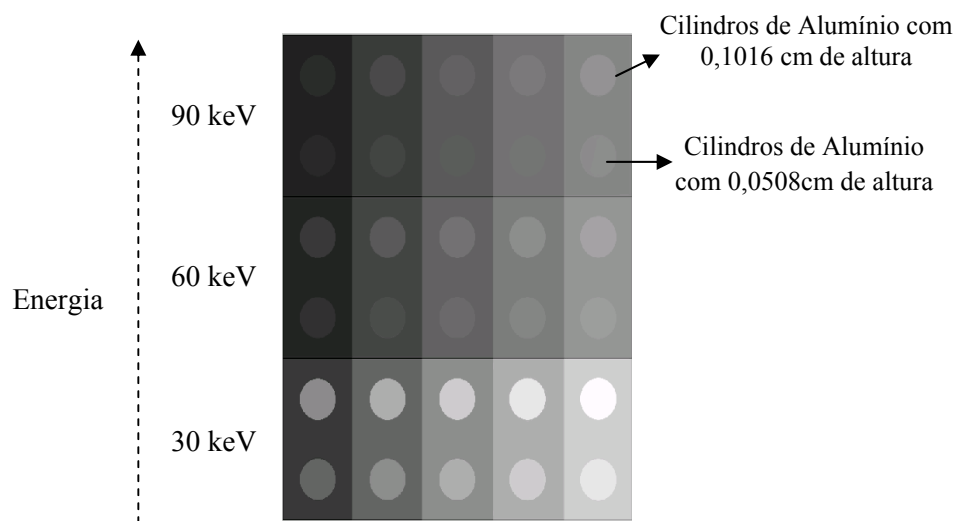 Cilindros de Alumínio com
0,1016 cm de altura
90 keV
Cilindros de Alumínio
com 0,0508cm de altura
60 keV
Energia
30 keV